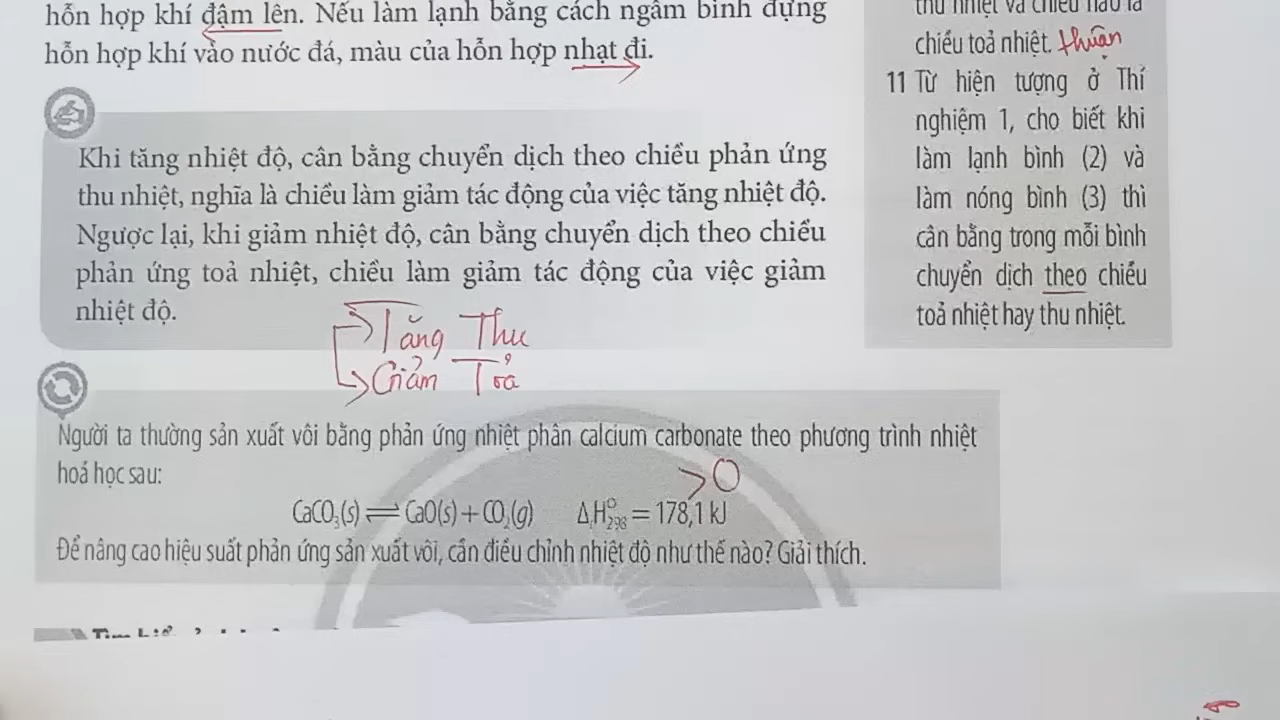 hỗn hợp khí đậm lên. Nếu làm lạnh bằng cách ngâm bình đựng
hỗn hợp khí vào nước đá, màu của hỗn hợp nhạt đi.
Khi tăng nhiệt độ, cân bằng chuyển dịch theo chiều phản ứng
thu nhiệt, nghĩa là chiều làm giảm tác động của việc tăng nhiệt độ.
Ngược lại, khi giảm nhiệt độ, cân bằng chuyển dịch theo chiều
phản ứng toả nhiệt, chiều làm giảm tác động của việc giảm
nhiệt độ.
Tăng Thu
Giảm Tỏa
thu nhiệt và chiều nào là
chiều toả nhiệt. thuận
11 Từ hiện tượng ở Thí
nghiệm 1, cho biết khi
làm lạnh bình (2) và
làm nóng bình (3) thì
cân bằng trong mỗi bình
chuyển dịch theo chiều
toả nhiệt hay thu nhiệt.
Người ta thường sản xuất vôi bằng phản ứng nhiệt phân calcium carbonate theo phương trình nhiệt
hoá học sau:
>0
CaCO₃(s) ⇌ CaO(s) + CO₂(g) ΔᵣH°₂₉₈ = 178,1 kJ
Để nâng cao hiệu suất phản ứng sản xuất vôi, cần điều chỉnh nhiệt độ như thế nào? Giải thích.